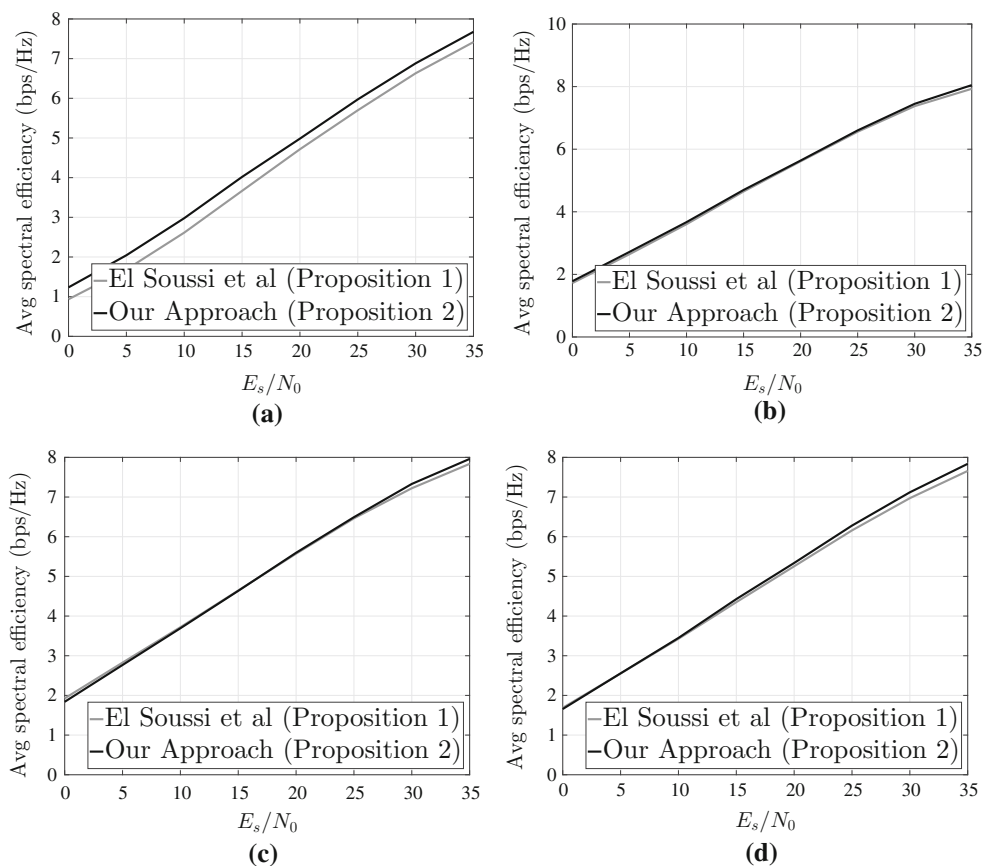 8
7
6
5
4
3
2
1
0
Avg spectral efficiency (bps/Hz)
El Soussi et al (Proposition 1)
Our Approach (Proposition 2)
0 5 10 15 20 25 30 35
E_s/N_0
(a)
10
8
6
4
2
0
Avg spectral efficiency (bps/Hz)
El Soussi et al (Proposition 1)
Our Approach (Proposition 2)
0 5 10 15 20 25 30 35
E_s/N_0
(b)
8
7
6
5
4
3
2
1
0
Avg spectral efficiency (bps/Hz)
El Soussi et al (Proposition 1)
Our Approach (Proposition 2)
0 5 10 15 20 25 30 35
E_s/N_0
(c)
8
7
6
5
4
3
2
1
0
Avg spectral efficiency (bps/Hz)
El Soussi et al (Proposition 1)
Our Approach (Proposition 2)
0 5 10 15 20 25 30 35
E_s/N_0
(d)